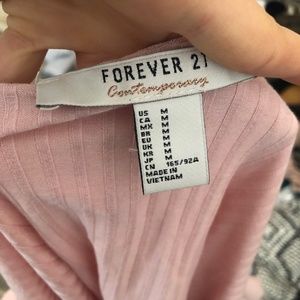 FOREVER 21
Contemporary
US M
CA M
MX M
BR M
EU M
UK M
KR M
JP M
CN 165/92A
MADE IN
VIETNAM